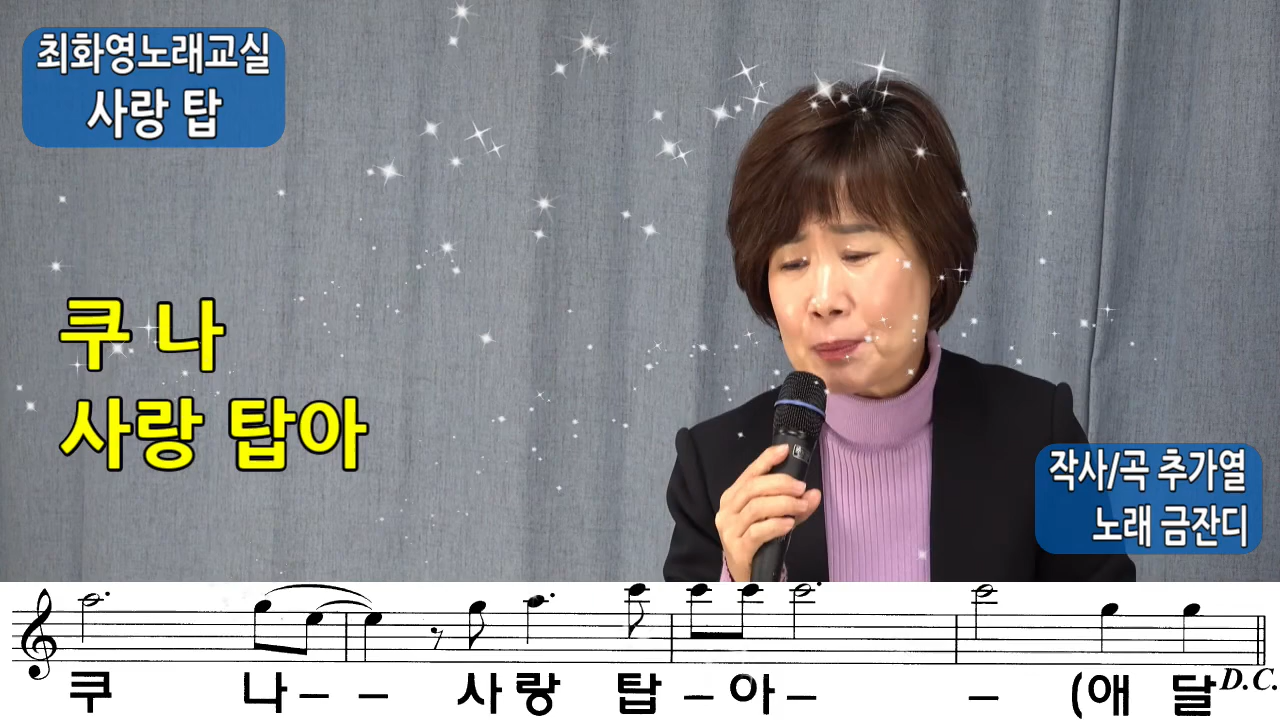 최화영노래교실
사랑 탑
쿠 나
사랑 탑아
작사/곡 추가열
노래 금잔디
쿠 나 – – 사 랑 탑 – 아 – – (애 달 D.C.